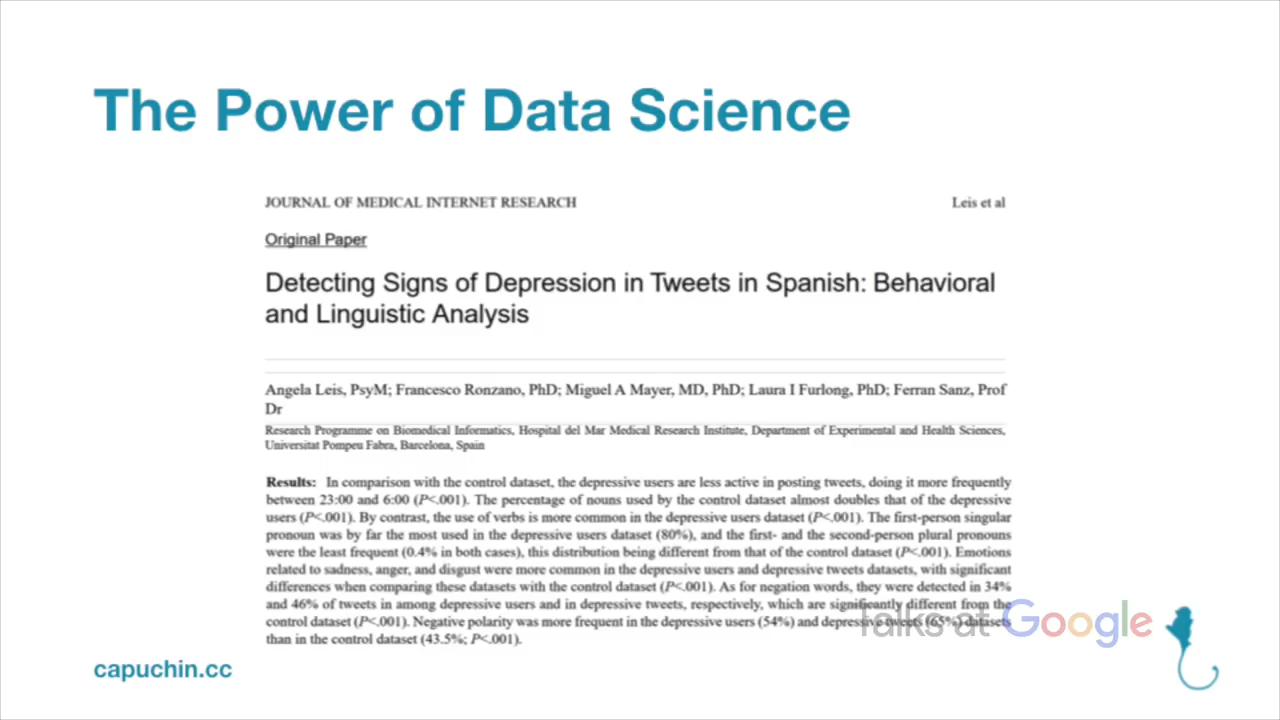 The Power of Data Science
JOURNAL OF MEDICAL INTERNET RESEARCH
Leis et al
Original Paper
Detecting Signs of Depression in Tweets in Spanish: Behavioral
and Linguistic Analysis
Angela Leis, PsyM; Francesco Ronzano, PhD; Miguel A Mayer, MD, PhD; Laura I Furlong, PhD; Ferran Sanz, Prof
Dr
Research Programme on Biomedical Informatics, Hospital del Mar Medical Research Institute, Department of Experimental and Health Sciences,
Universitat Pompeu Fabra, Barcelona, Spain
Results: In comparison with the control dataset, the depressive users are less active in posting tweets, doing it more frequently
between 23:00 and 6:00 (P<.001). The percentage of nouns used by the control dataset almost doubles that of the depressive
users (P<.001). By contrast, the use of verbs is more common in the depressive users dataset (P<.001). The first-person singular
pronoun was by far the most used in the depressive users dataset (80%), and the first- and the second-person plural pronouns
were the least frequent (0.4% in both cases), this distribution being different from that of the control dataset (P<.001). Emotions
related to sadness, anger, and disgust were more common in the depressive users and depressive tweets datasets, with significant
differences when comparing these datasets with the control dataset (P<.001). As for negation words, they were detected in 34%
and 46% of tweets in among depressive users and in depressive tweets, respectively, which are significantly different from the
control dataset (P<.001). Negative polarity was more frequent in the depressive users (54%) and depressive tweets (65%) datasets
than in the control dataset (43.5%; P<.001).
Talks at Google
capuchin.cc